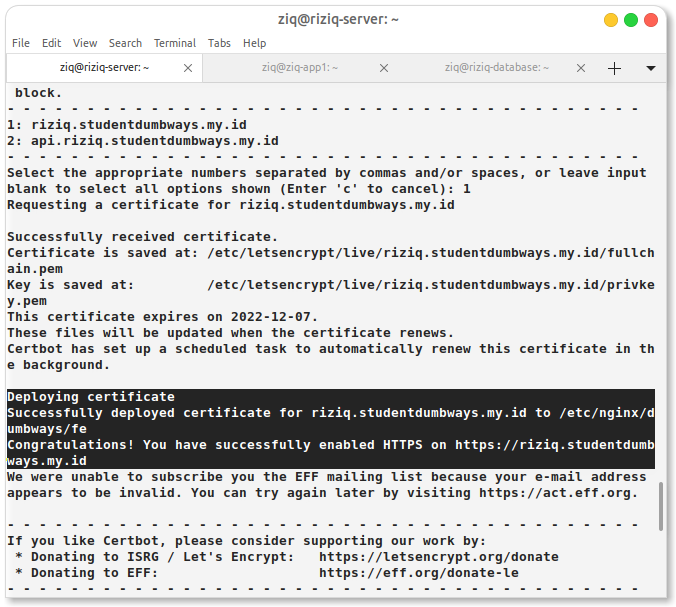 ziq@riziq-server: ~
File Edit View Search Terminal Tabs Help
ziq@riziq-server: ~ × ziq@ziq-app1: ~ × ziq@riziq-database: ~ × +
block.
- - - - - - - - - - - - - - - - - - - - - - - - - - - - - - - - - - - - - - - -
1: riziq.studentdumbways.my.id
2: api.riziq.studentdumbways.my.id
- - - - - - - - - - - - - - - - - - - - - - - - - - - - - - - - - - - - - - - -
Select the appropriate numbers separated by commas and/or spaces, or leave input
blank to select all options shown (Enter 'c' to cancel): 1
Requesting a certificate for riziq.studentdumbways.my.id
Successfully received certificate.
Certificate is saved at: /etc/letsencrypt/live/riziq.studentdumbways.my.id/fullch
ain.pem
Key is saved at:         /etc/letsencrypt/live/riziq.studentdumbways.my.id/privke
y.pem
This certificate expires on 2022-12-07.
These files will be updated when the certificate renews.
Certbot has set up a scheduled task to automatically renew this certificate in th
e background.
Deploying certificate
Successfully deployed certificate for riziq.studentdumbways.my.id to /etc/nginx/d
umbways/fe
Congratulations! You have successfully enabled HTTPS on https://riziq.studentdumb
ways.my.id
We were unable to subscribe you the EFF mailing list because your e-mail address
appears to be invalid. You can try again later by visiting https://act.eff.org.
- - - - - - - - - - - - - - - - - - - - - - - - - - - - - - - - - - - - - - - -
If you like Certbot, please consider supporting our work by:
* Donating to ISRG / Let's Encrypt:   https://letsencrypt.org/donate
* Donating to EFF:                    https://eff.org/donate-le
- - - - - - - - - - - - - - - - - - - - - - - - - - - - - - - - - - - - - - - -